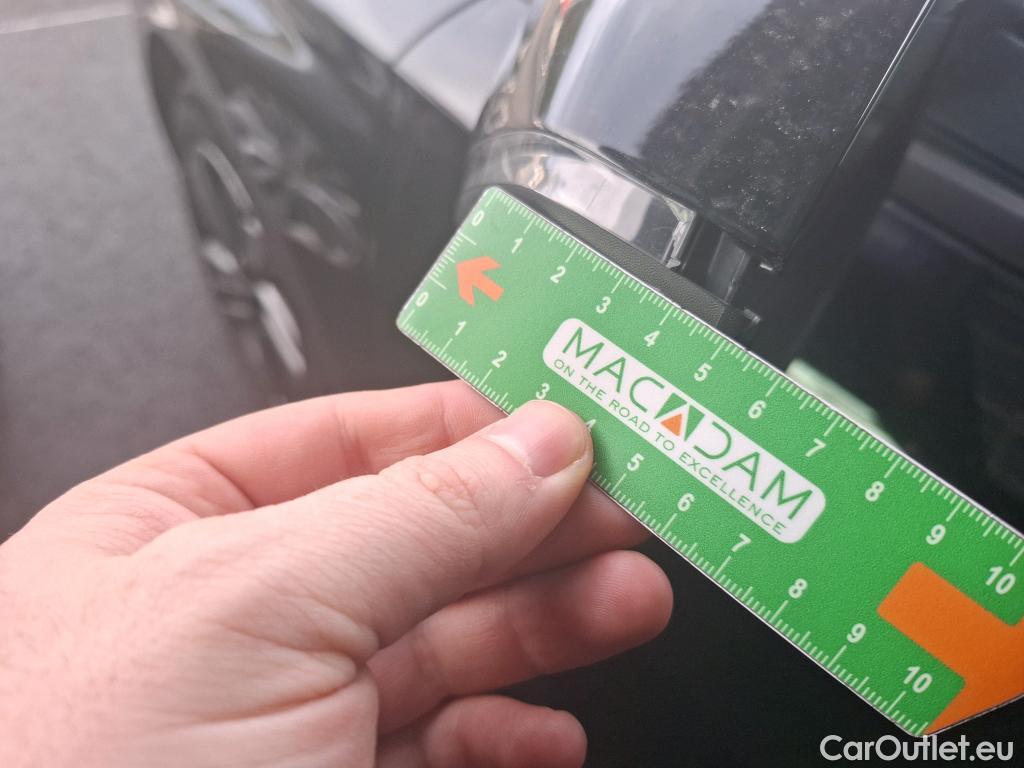 0 1 2 3 4 5 6 7 8 9 10
MACADAM
ON THE ROAD TO EXCELLENCE
0 1 2 3 4 5 6 7 8 9 10
CarOutlet.eu